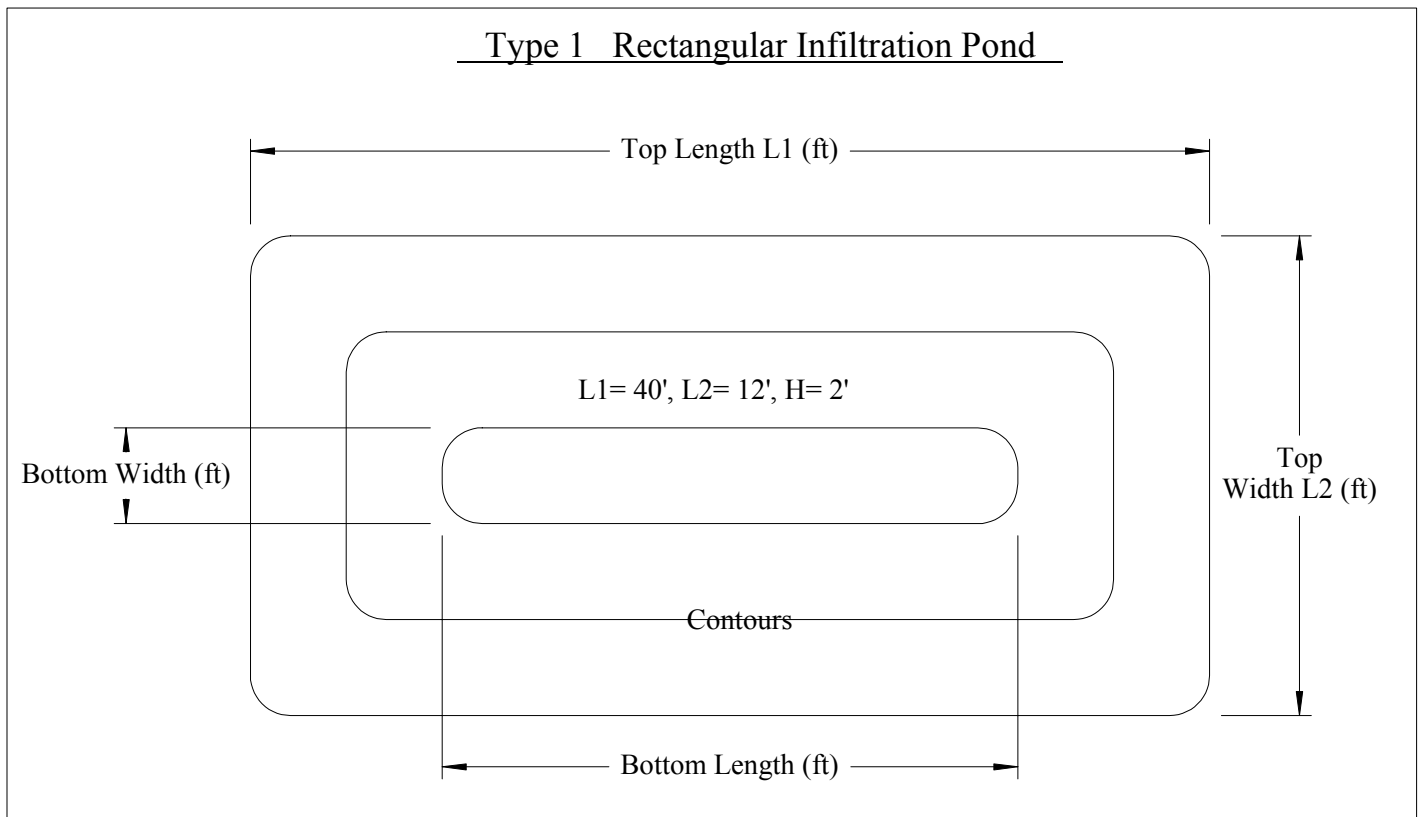 Type 1 Rectangular Infiltration Pond
Top Length L1 (ft)
L1= 40', L2= 12', H= 2'
Bottom Width (ft)
Top
Width L2 (ft)
Contours
Bottom Length (ft)